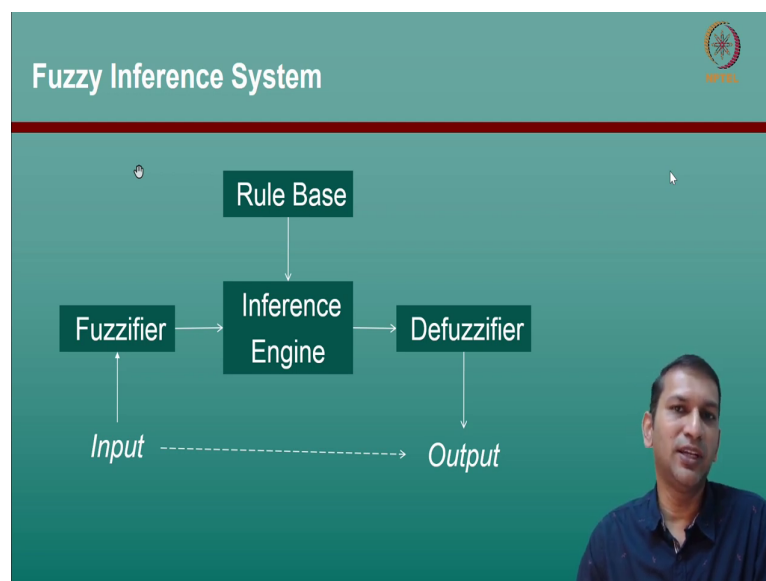 Fuzzy Inference System
NPTEL
Rule Base
Inference
Engine
Fuzzifier
Defuzzifier
Input
Output